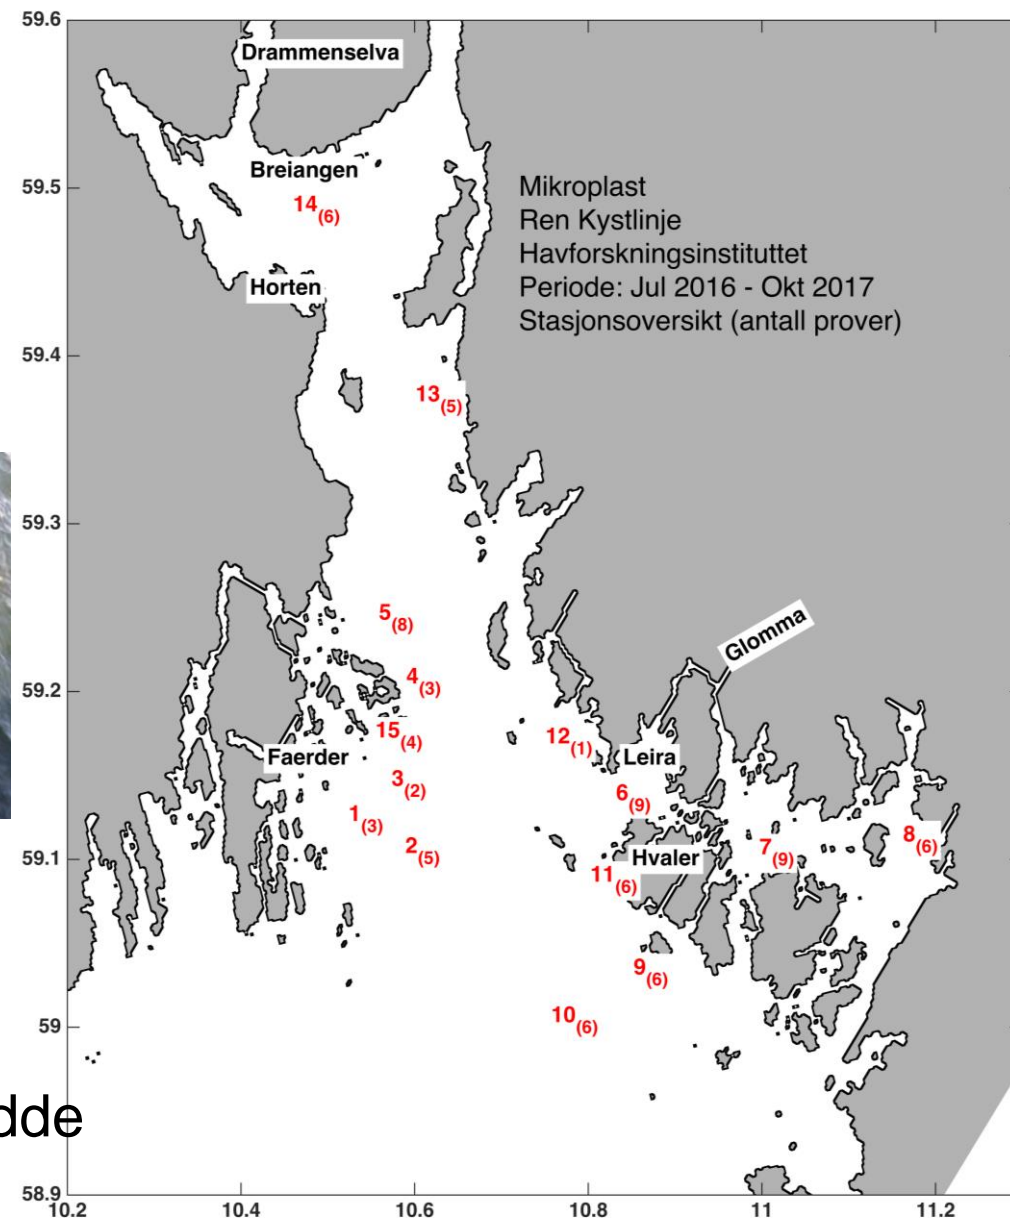 59.6
Drammenselva
Breiangen
59.5
14(6)
Mikroplast
Ren Kystlinje
Havforskningsinstituttet
Periode: Jul 2016 - Okt 2017
Stasjonsoversikt (antall prover)
Horten
59.4
13(5)
59.3
5(8)
Glomma
4(3)
59.2
15(4)
12(1)
Faerder
Leira
3(2)
6(9)
1(3)
8(6)
2(5)
7(9)
59.1
Hvaler
11(6)
9(6)
10(6)
59
58.9
10.2 10.4 10.6 10.8 11 11.2